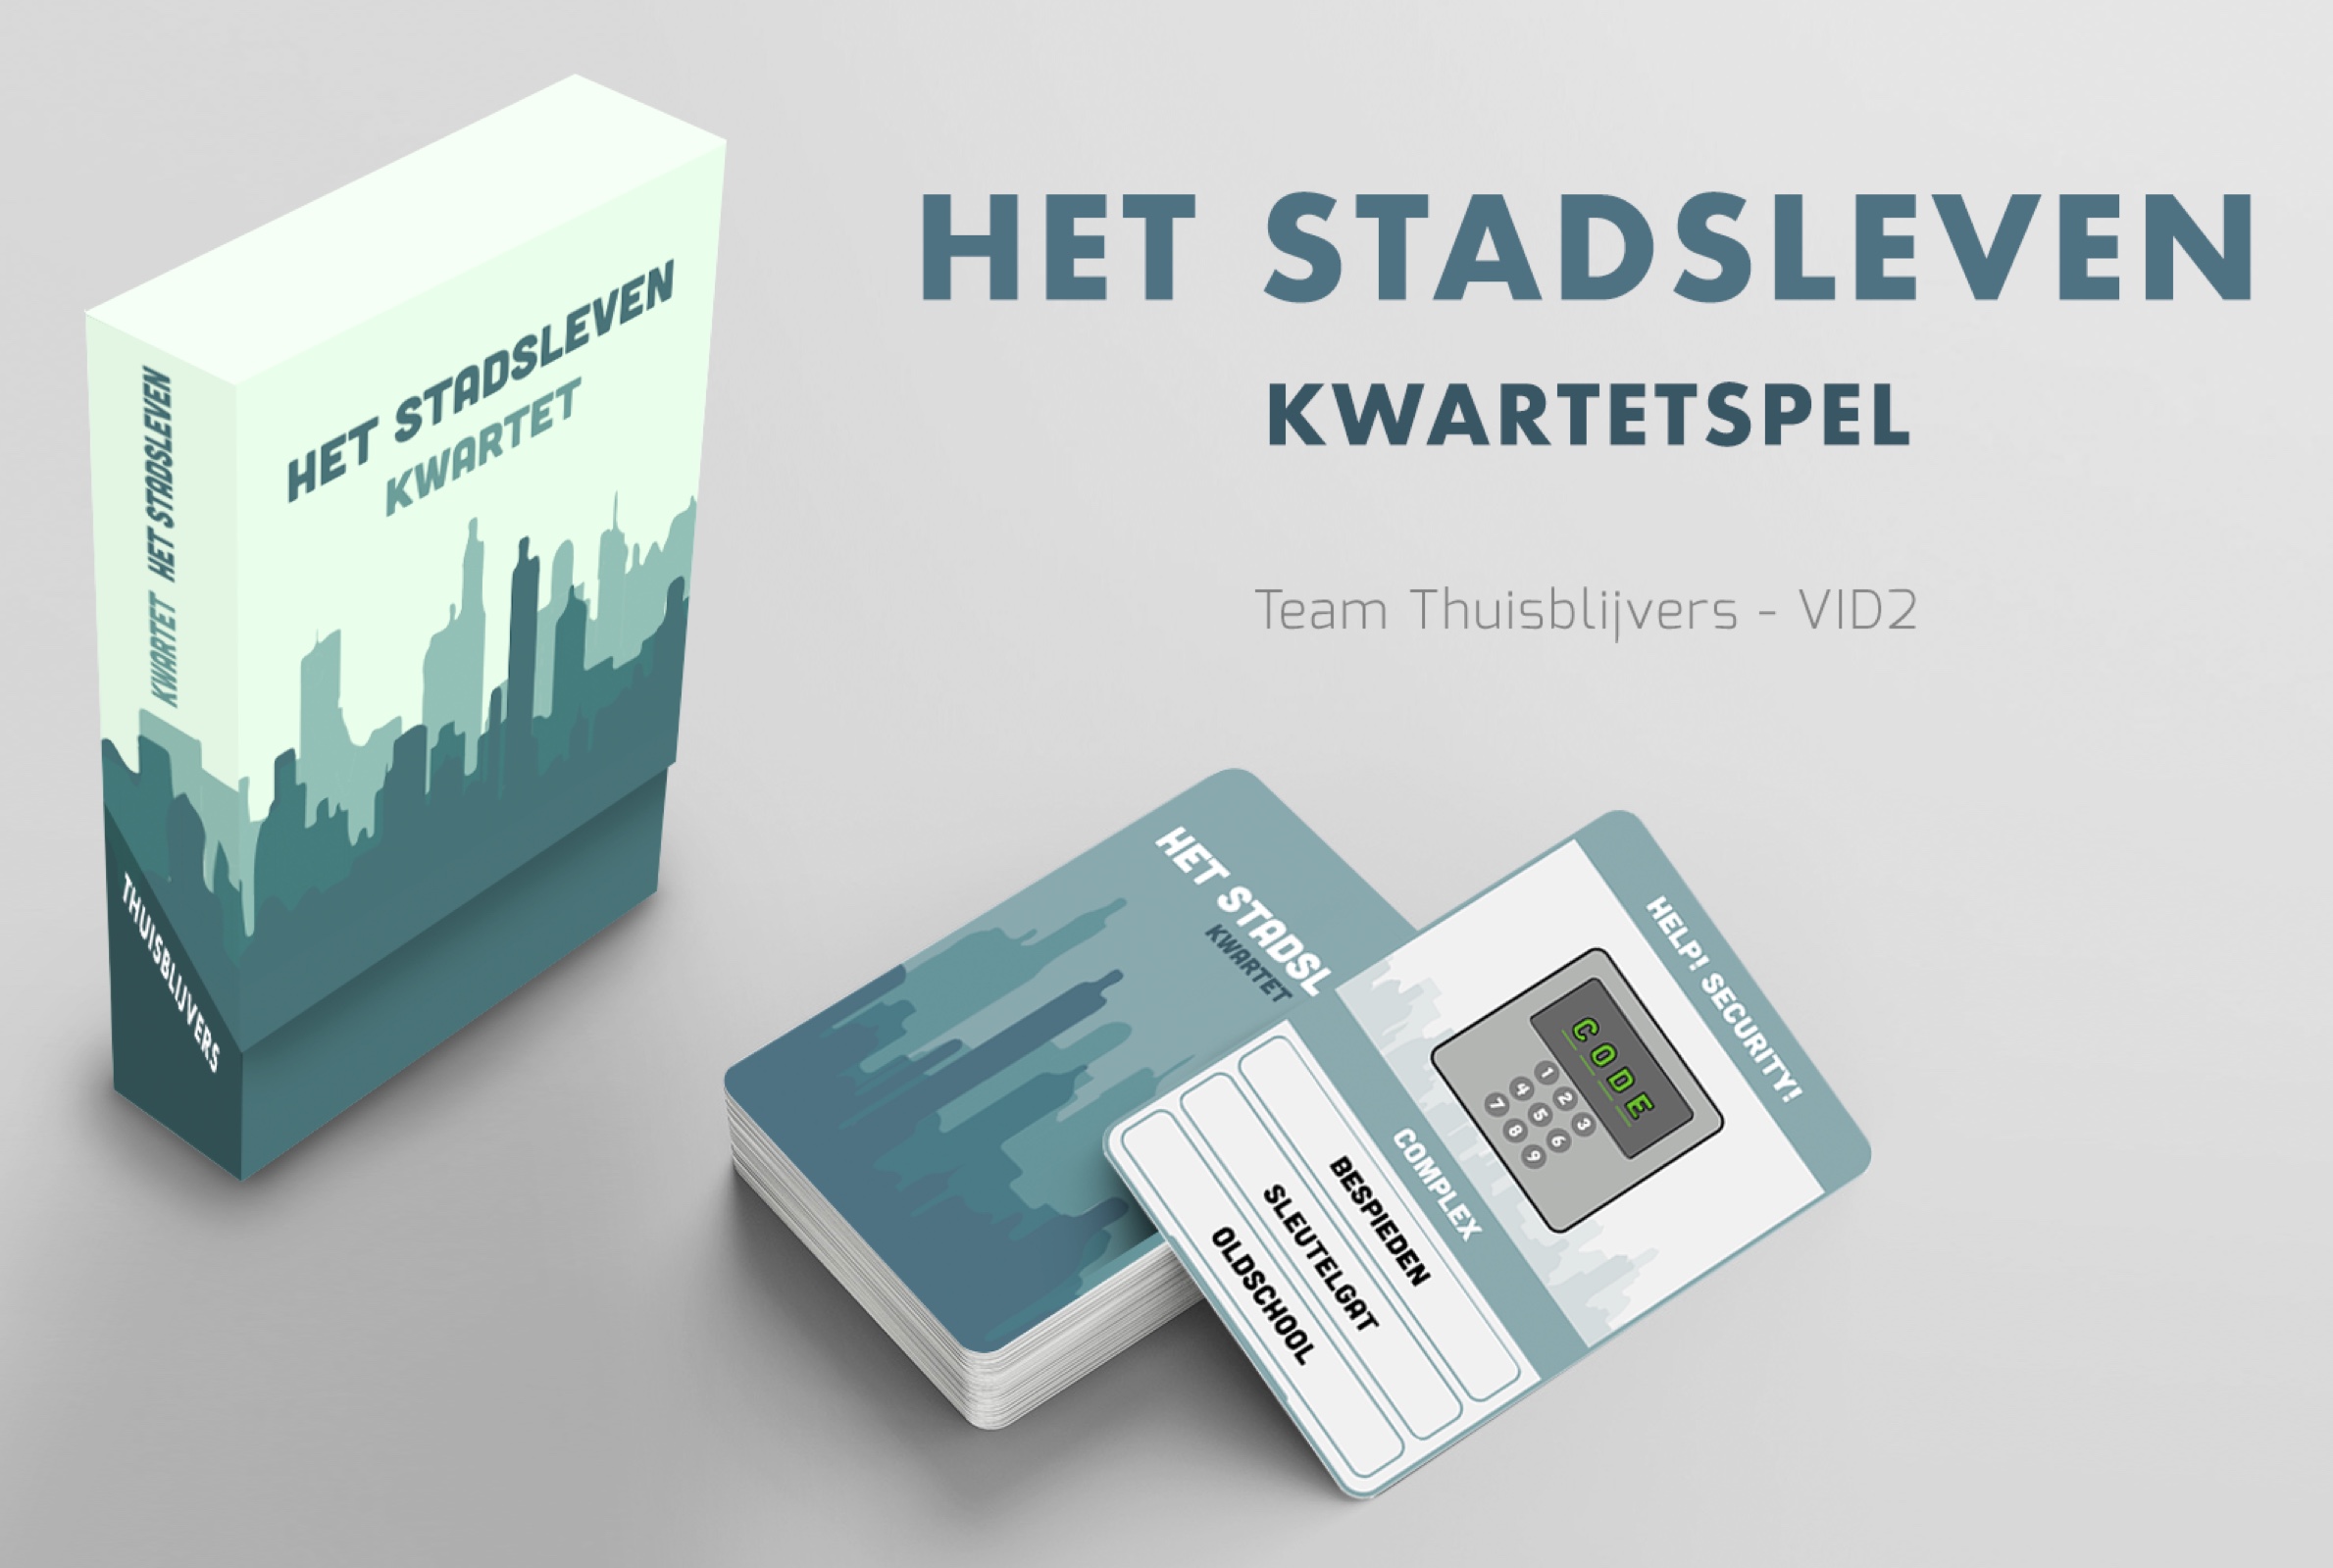 HET STADSLEVEN
KWARTETSPEL
Team Thuisblijvers - VID2
HET STADSLEVEN
KWARTET
KWARTET HET STADSLEVEN
THUISBLIJVERS
HET STADSL
KWARTET
HELP! SECURITY!
CODE
1 2 3
4 5 6
7 8 9
COMPLEX
BESPIEDEN
SLEUTELGAT
OLDSCHOOL